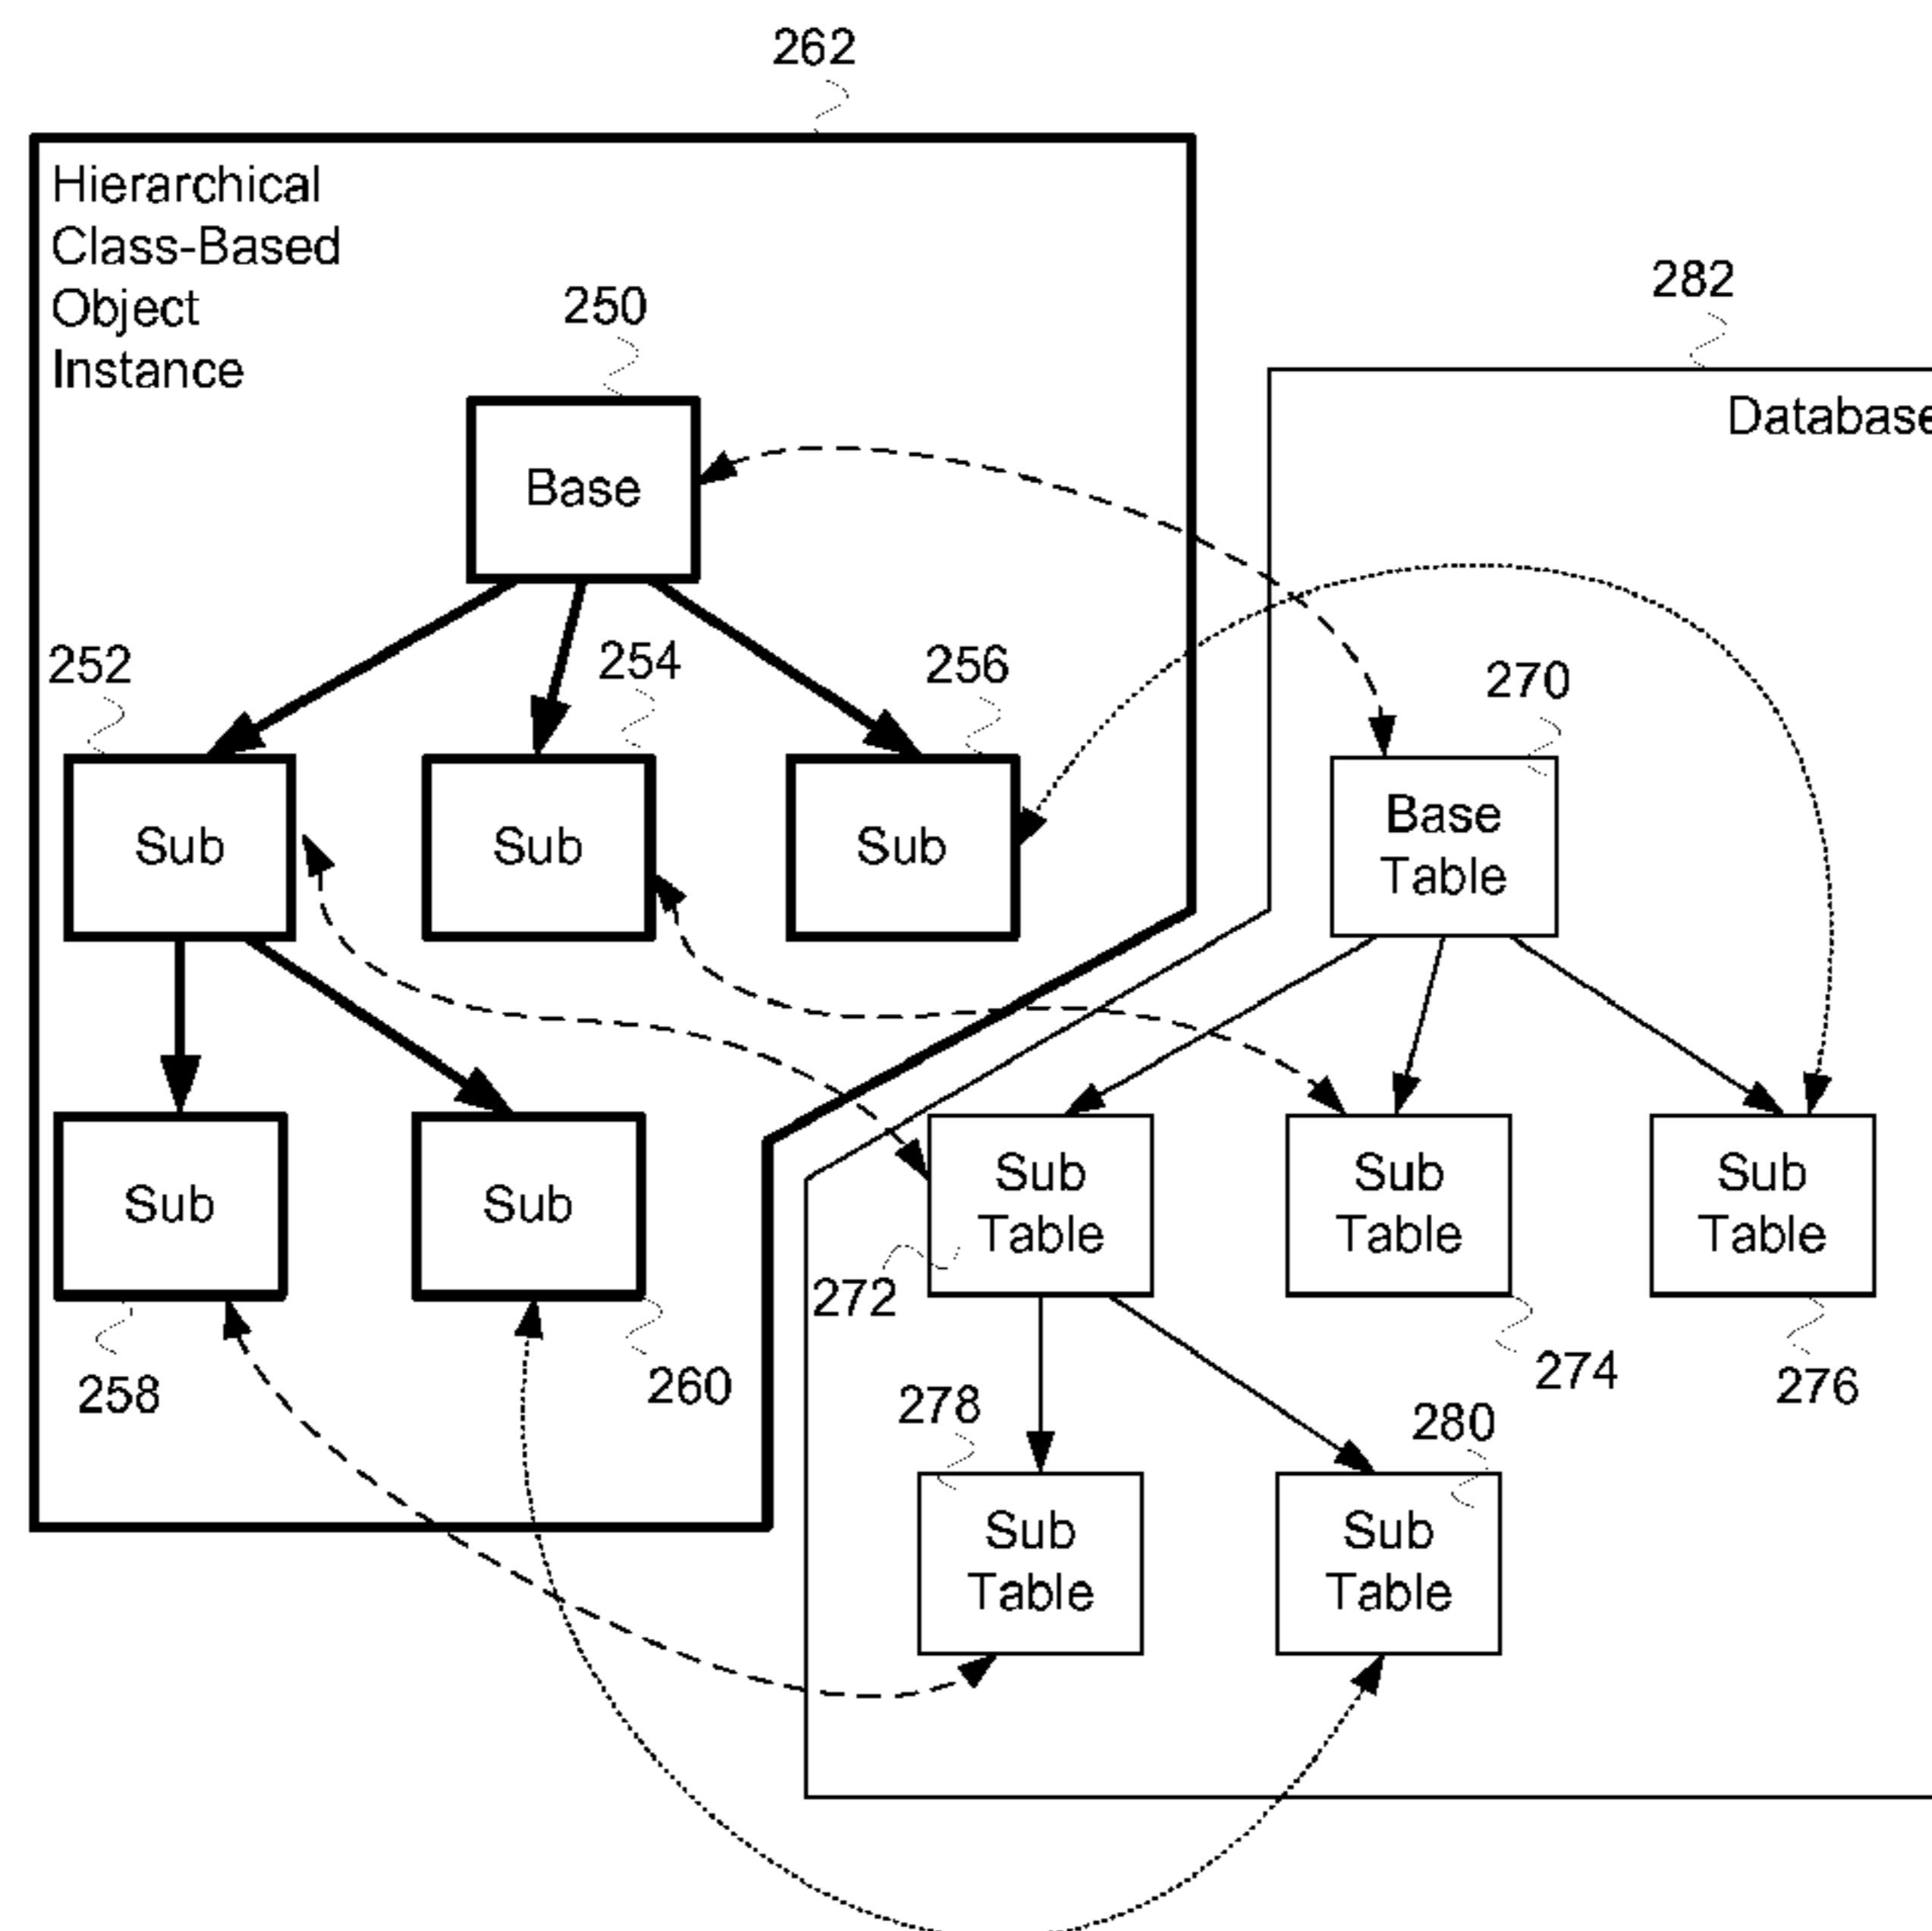 262
Hierarchical
Class-Based
Object
Instance
282
Database
250
Base
252
254
256
270
Sub
Sub
Sub
Base
Table
Sub
Sub
Sub
Table
Sub
Table
Sub
Table
272
258
260
274
276
278
280
Sub
Table
Sub
Table